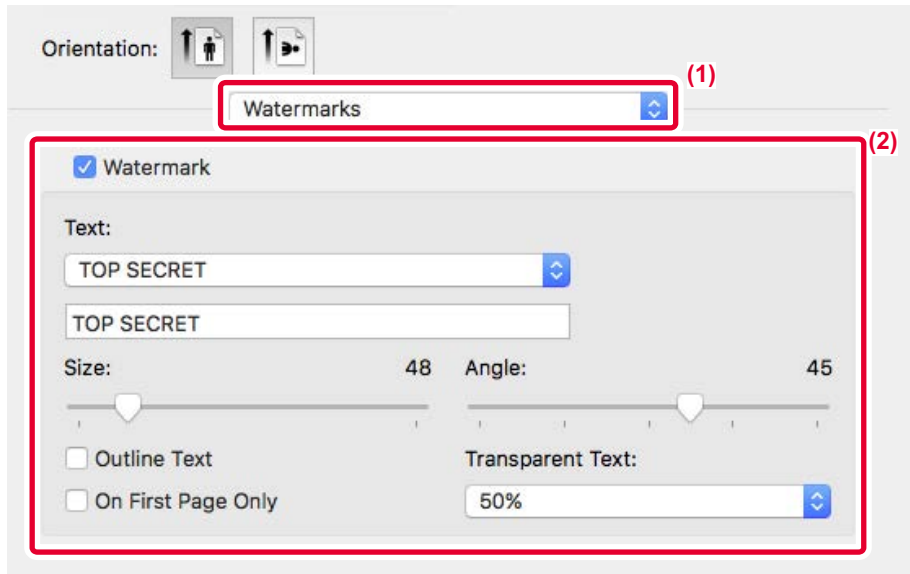 Orientation:
(1)
Watermarks
(2)
Watermark
Text:
TOP SECRET
TOP SECRET
Size: 48 Angle: 45
Outline Text Transparent Text:
On First Page Only 50%